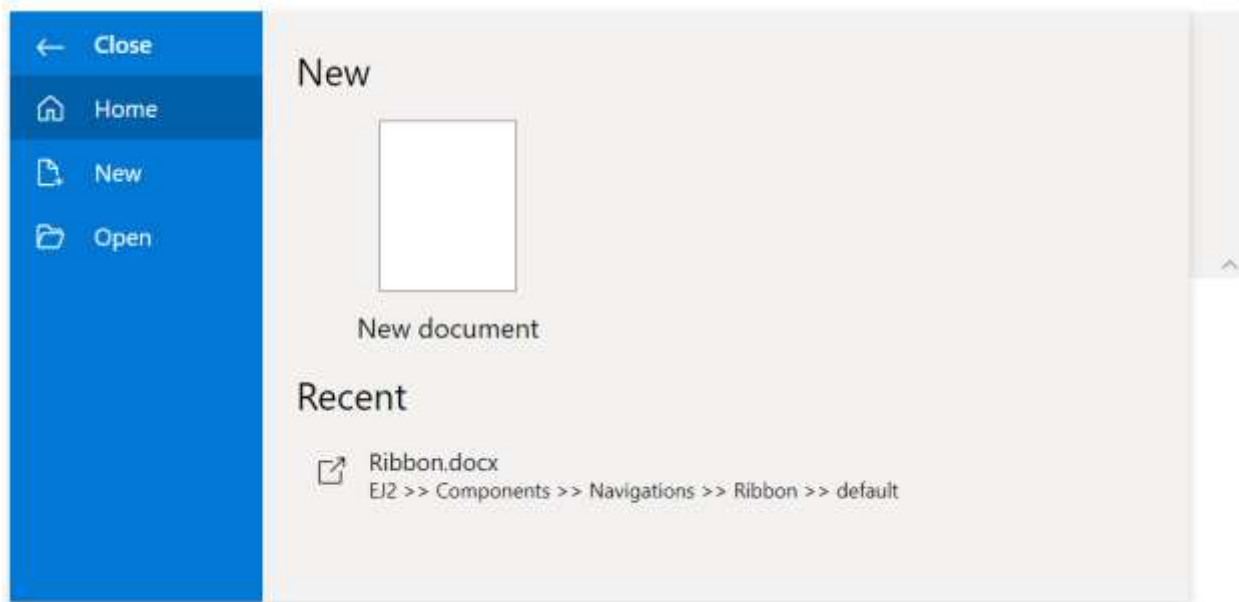 Close
Home
New
Open
New
New document
Recent
Ribbon.docx
EJ2 >> Components >> Navigations >> Ribbon >> default